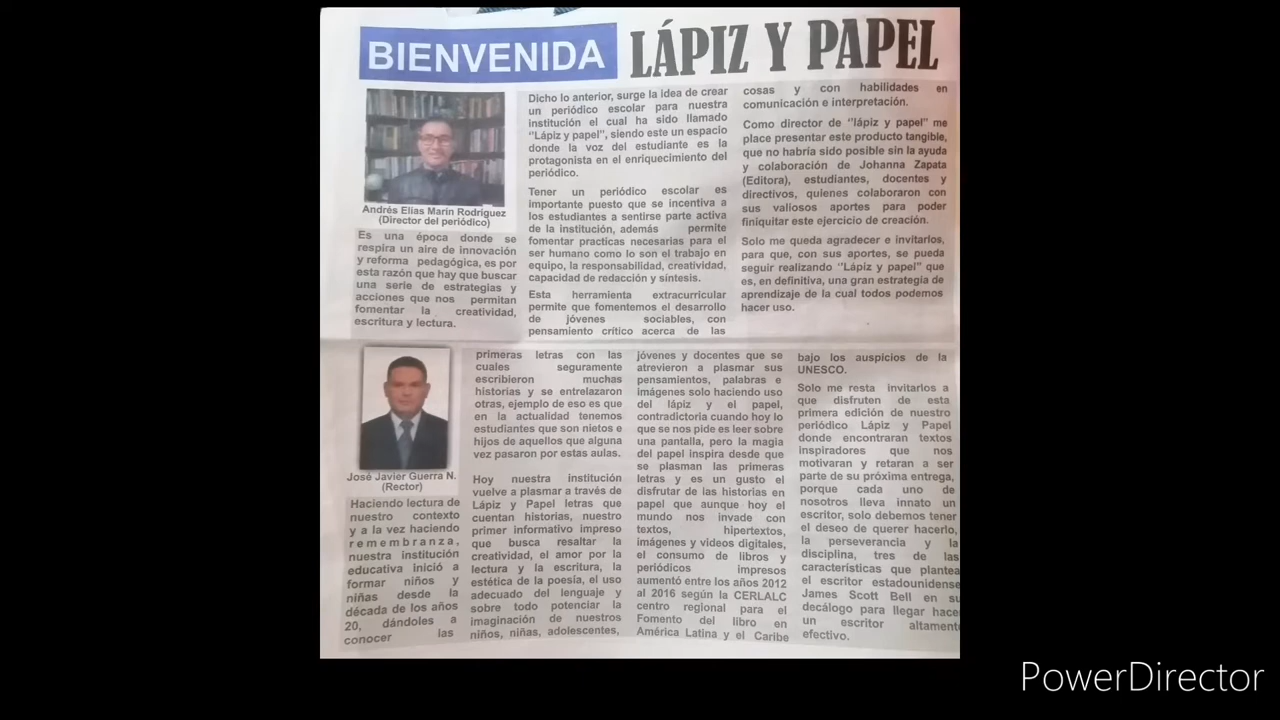 BIENVENIDA LÁPIZ Y PAPEL
Andrés Elías Marín Rodríguez
(Director del periódico)
Es una época donde se
respira un aire de innovación
y reforma pedagógica, es por
esta razón que hay que buscar
una serie de estrategias y
acciones que nos permitan
fomentar la creatividad,
escritura y lectura.
Dicho lo anterior, surge la idea de crear
un periódico escolar para nuestra
institución el cual ha sido llamado
"Lápiz y papel", siendo este un espacio
donde la voz del estudiante es la
protagonista en el enriquecimiento del
periódico.
Tener un periódico escolar es
importante puesto que se incentiva a
los estudiantes a sentirse parte activa
de la institución, además permite
fomentar practicas necesarias para el
ser humano como lo son el trabajo en
equipo, la responsabilidad, creatividad,
capacidad de redacción y síntesis.
Esta herramienta extracurricular
permite que fomentemos el desarrollo
de jóvenes sociables, con
pensamiento crítico acerca de las
cosas y con habilidades en
comunicación e interpretación.
Como director de "lápiz y papel" me
place presentar este producto tangible,
que no habría sido posible sin la ayuda
y colaboración de Johanna Zapata
(Editora), estudiantes, docentes y
directivos, quienes colaboraron con
sus valiosos aportes para poder
finiquitar este ejercicio de creación.
Solo me queda agradecer e invitarlos,
para que, con sus aportes, se pueda
seguir realizando "Lápiz y papel" que
es, en definitiva, una gran estrategia de
aprendizaje de la cual todos podemos
hacer uso.
José Javier Guerra N.
(Rector)
Haciendo lectura de
nuestro contexto
y a la vez haciendo
remembranza,
nuestra institución
educativa inició a
formar niños y
niñas desde la
década de los años
20, dándoles a
conocer las
primeras letras con las
cuales seguramente
escribieron muchas
historias y se entrelazaron
otras, ejemplo de eso es que
en la actualidad tenemos
estudiantes que son nietos e
hijos de aquellos que alguna
vez pasaron por estas aulas.
Hoy nuestra institución
vuelve a plasmar a través de
Lápiz y Papel letras que
cuentan historias, nuestro
primer informativo impreso
que busca resaltar la
creatividad, el amor por la
lectura y la escritura, la
estética de la poesía, el uso
adecuado del lenguaje y
sobre todo potenciar la
imaginación de nuestros
niños, niñas, adolescentes,
jóvenes y docentes que se
atrevieron a plasmar sus
pensamientos, palabras e
imágenes solo haciendo uso
del lápiz y el papel,
contradictoria cuando hoy lo
que se nos pide es leer sobre
una pantalla, pero la magia
del papel inspira desde que
se plasman las primeras
letras y es un gusto el
disfrutar de las historias en
papel que aunque hoy el
mundo nos invade con
textos, hipertextos,
imágenes y videos digitales,
el consumo de libros y
periódicos impresos
aumentó entre los años 2012
al 2016 según la CERLALC
centro regional para el
Fomento del libro en
América Latina y el Caribe
bajo los auspicios de la
UNESCO.
Solo me resta invitarlos a
que disfruten de esta
primera edición de nuestro
periódico Lápiz y Papel
donde encontraran textos
inspiradores que nos
motivaran y retaran a ser
parte de su próxima entrega,
porque cada uno de
nosotros lleva innato un
escritor, solo debemos tener
el deseo de querer hacerlo,
la perseverancia y la
disciplina, tres de las
características que plantea
el escritor estadounidense
James Scott Bell en su
decálogo para llegar hace
un escritor altamente
efectivo.
PowerDirector